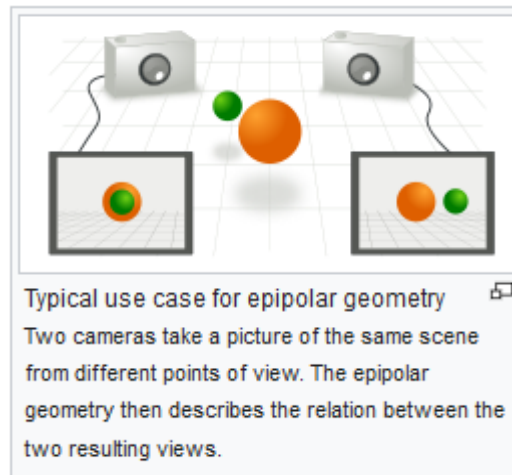 Typical use case for epipolar geometry
Two cameras take a picture of the same scene
from different points of view. The epipolar
geometry then describes the relation between the
two resulting views.